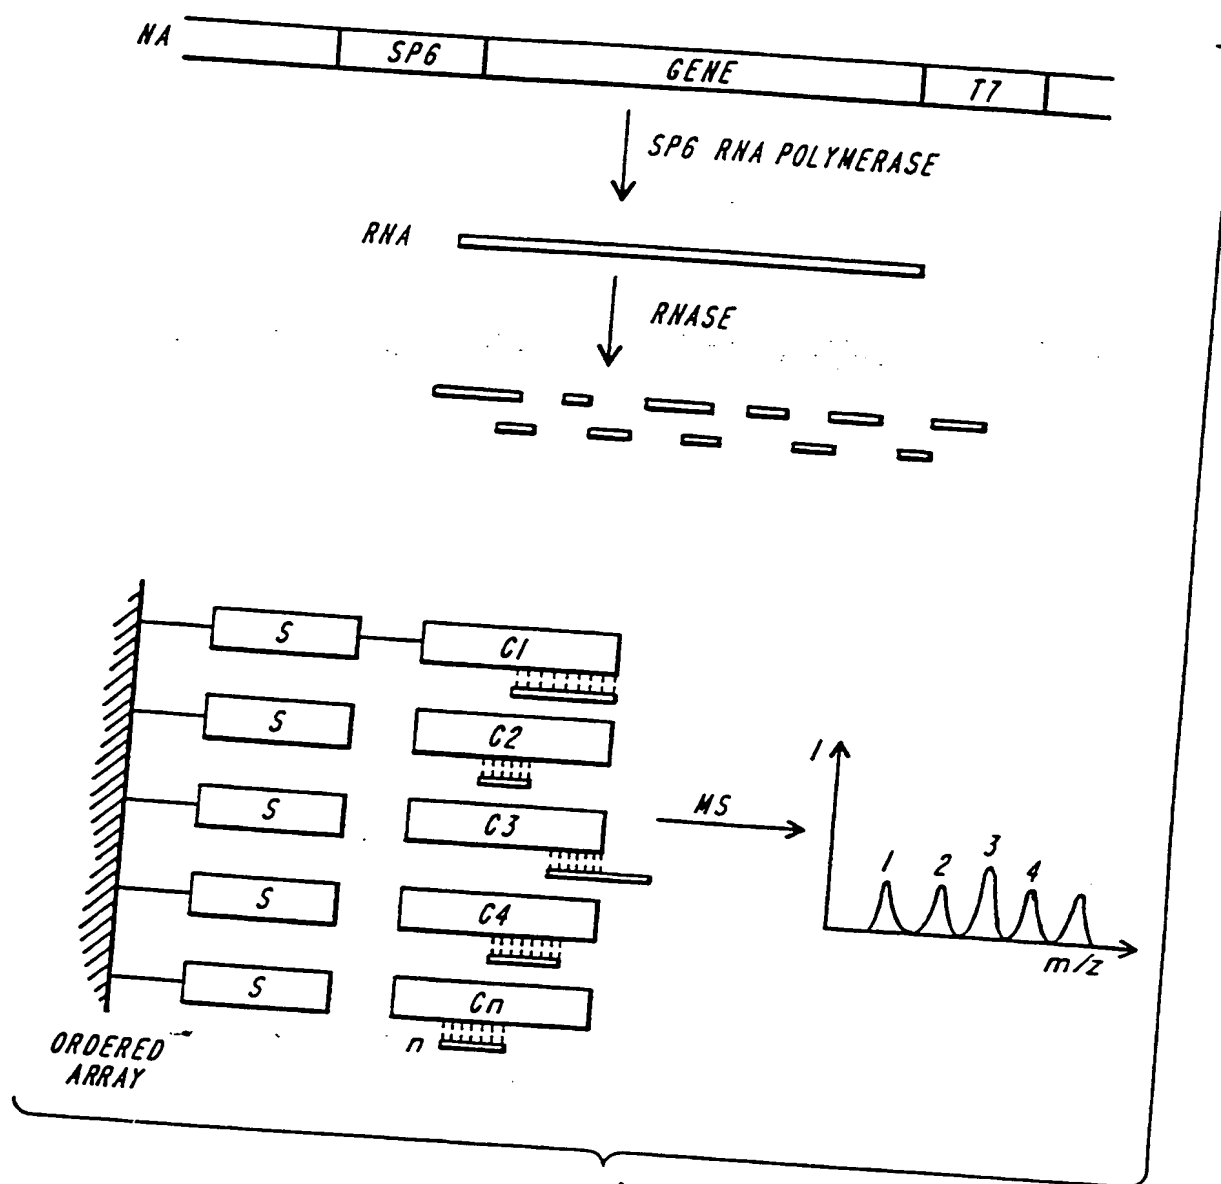 NA
SP6 GENE T7
SP6 RNA POLYMERASE
RNA
RNASE
S C1
S C2
S C3
S C4
S Cn
n
ORDERED
ARRAY
MS
I
1 2 3 4
m/z